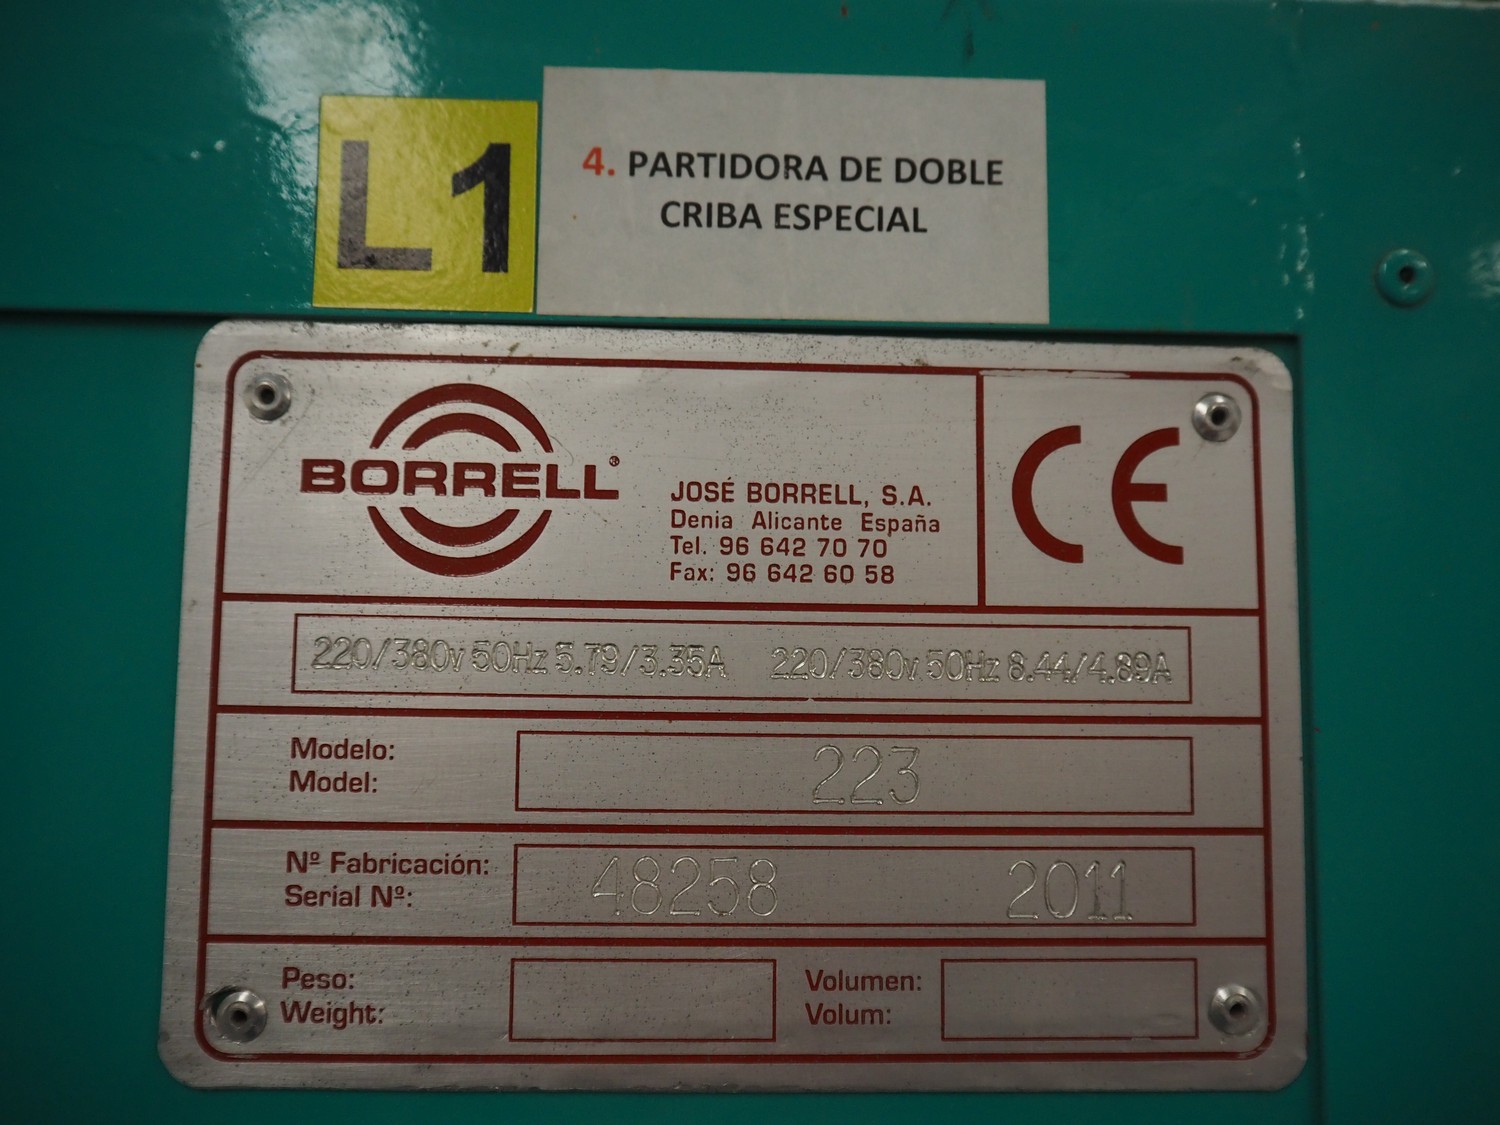 L1
4. PARTIDORA DE DOBLE
CRIBA ESPECIAL
BORRELL®
JOSÉ BORRELL, S.A.
Denia Alicante España
Tel. 96 642 70 70
Fax: 96 642 60 58
CE
220/380v 50Hz 5.79/3.35A 220/380v 50Hz 8.44/4.89A
Modelo:
Model:
223
Nº Fabricación:
Serial Nº:
48258 2011
Peso:
Weight:
Volumen:
Volum: